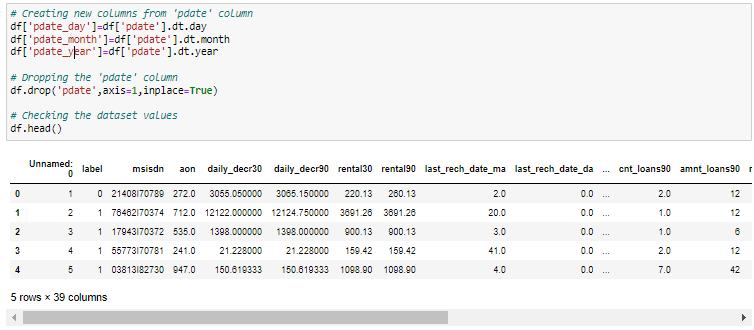 # Creating new columns from 'pdate' column
df['pdate_day']=df['pdate'].dt.day
df['pdate_month']=df['pdate'].dt.month
df['pdate_year']=df['pdate'].dt.year
# Dropping the 'pdate' column
df.drop('pdate',axis=1,inplace=True)
# Checking the dataset values
df.head()
Unnamed: 0 label msisdn aon daily_decr30 daily_decr90 rental30 rental90 last_rech_date_ma last_rech_date_da ... cnt_loans90 amnt_loans90
0 1 0 21408I70789 272.0 3055.050000 3065.150000 220.13 260.13 2.0 0.0 ... 2.0 12
1 2 1 76462I70374 712.0 12122.000000 12124.750000 3691.26 3691.26 20.0 0.0 ... 1.0 12
2 3 1 17943I70372 535.0 1398.000000 1398.000000 900.13 900.13 3.0 0.0 ... 1.0 6
3 4 1 55773I70781 241.0 21.228000 21.228000 159.42 159.42 41.0 0.0 ... 2.0 12
4 5 1 03813I82730 947.0 150.619333 150.619333 1098.90 1098.90 4.0 0.0 ... 7.0 42
5 rows × 39 columns